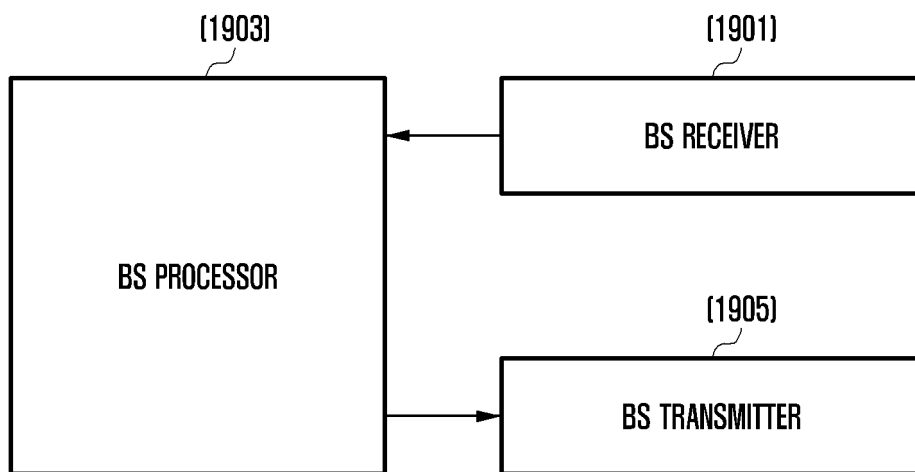 (1903)
(1901)
BS RECEIVER
BS PROCESSOR
(1905)
BS TRANSMITTER